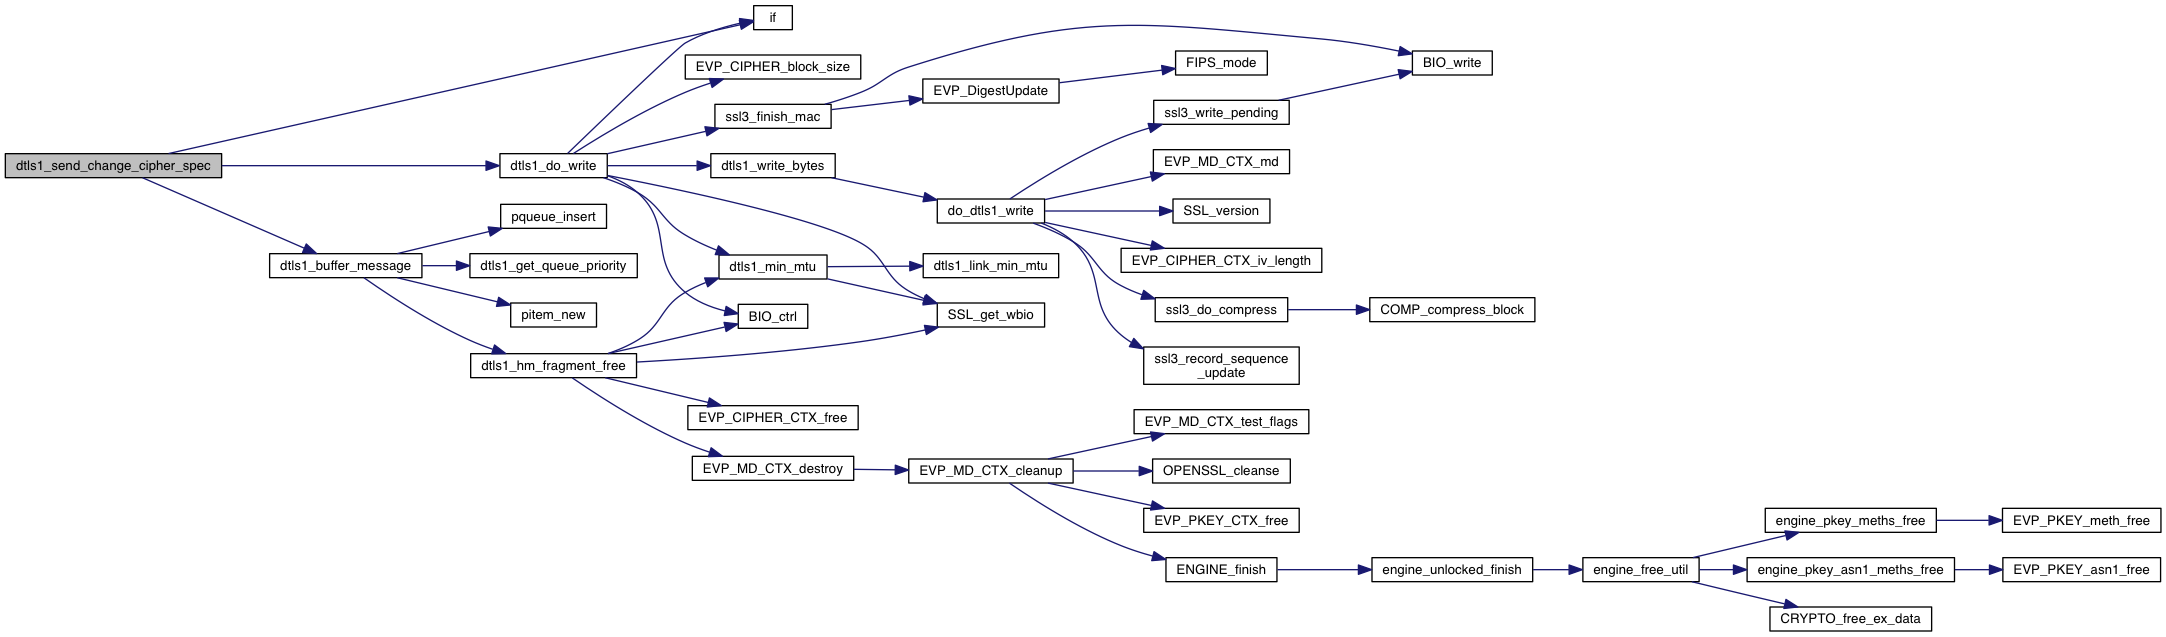 dtls1_send_change_cipher_spec
if
dtls1_do_write
EVP_CIPHER_block_size
ssl3_finish_mac
EVP_DigestUpdate
FIPS_mode
BIO_write
dtls1_write_bytes
do_dtls1_write
ssl3_write_pending
EVP_MD_CTX_md
SSL_version
EVP_CIPHER_CTX_iv_length
ssl3_do_compress
COMP_compress_block
ssl3_record_sequence
_update
dtls1_min_mtu
dtls1_link_min_mtu
SSL_get_wbio
BIO_ctrl
dtls1_buffer_message
pqueue_insert
dtls1_get_queue_priority
pitem_new
dtls1_hm_fragment_free
EVP_CIPHER_CTX_free
EVP_MD_CTX_destroy
EVP_MD_CTX_cleanup
EVP_MD_CTX_test_flags
OPENSSL_cleanse
EVP_PKEY_CTX_free
ENGINE_finish
engine_unlocked_finish
engine_free_util
engine_pkey_meths_free
EVP_PKEY_meth_free
engine_pkey_asn1_meths_free
EVP_PKEY_asn1_free
CRYPTO_free_ex_data